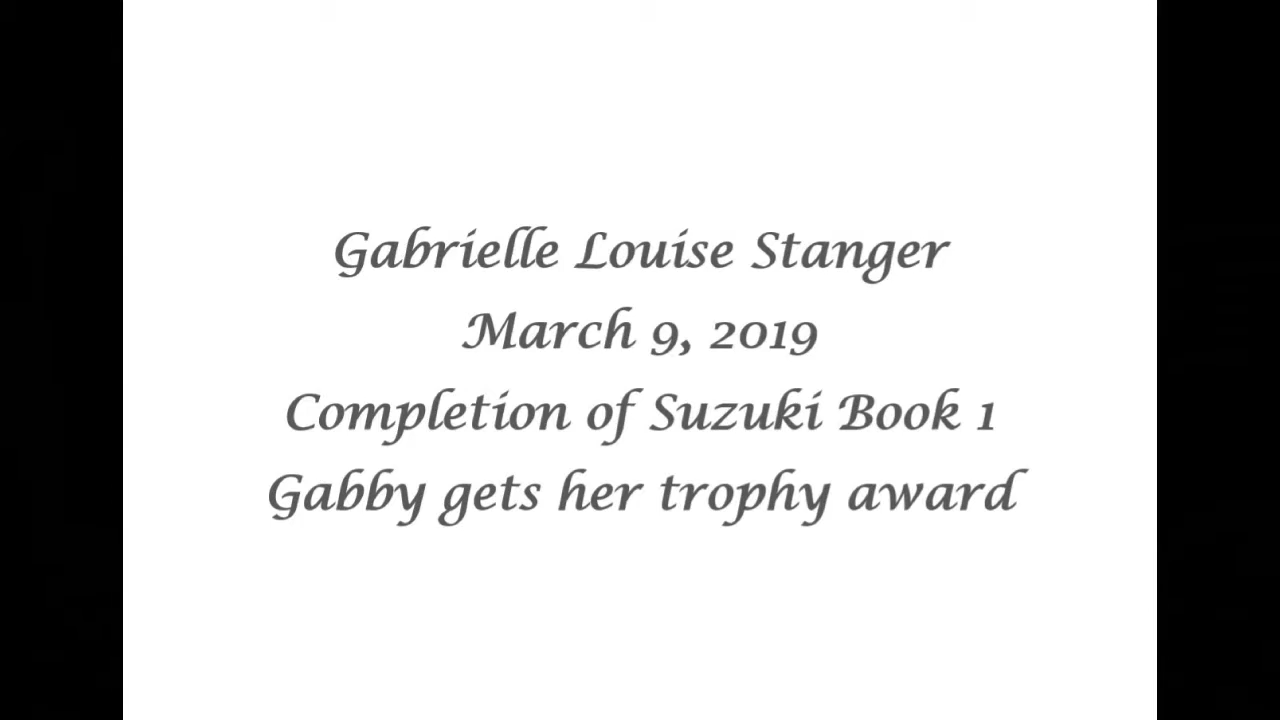 Gabrielle Louise Stanger
March 9, 2019
Completion of Suzuki Book 1
Gabby gets her trophy award